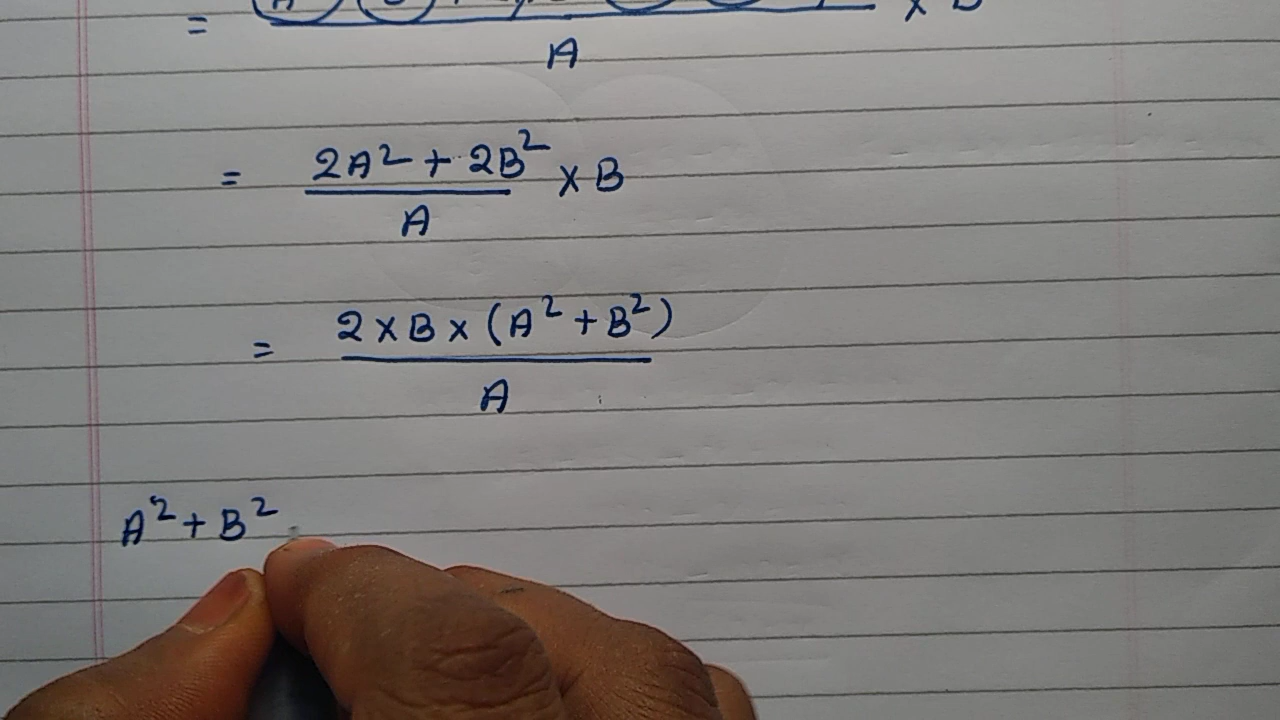 =
A
× B
= 2A² + 2B² / A × B
= 2 × B × (A² + B²) / A
A² + B²